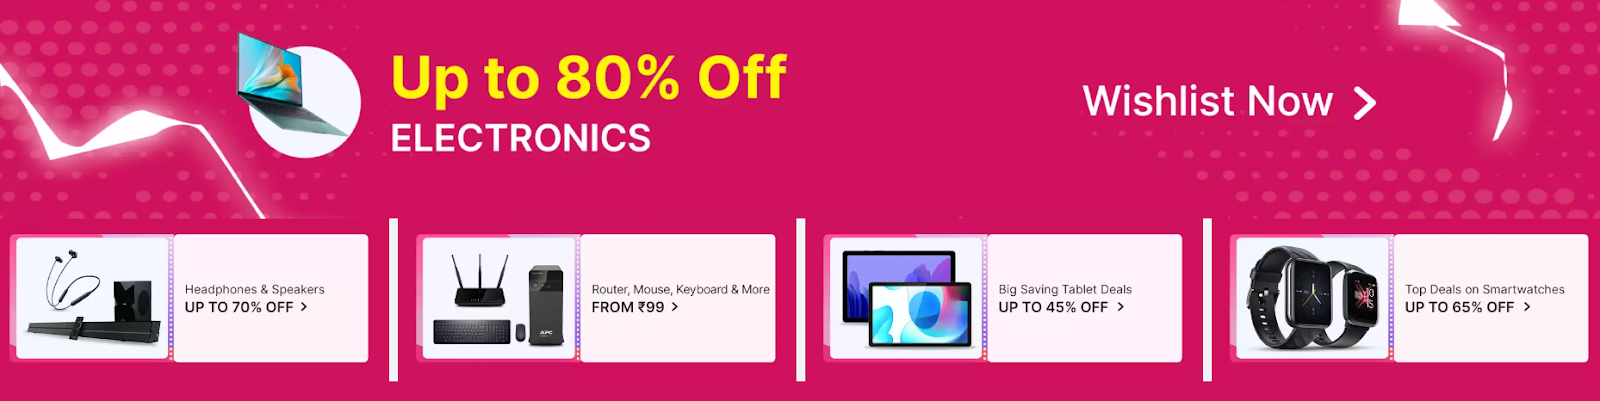 Up to 80% Off
ELECTRONICS
Wishlist Now
Headphones & Speakers
UP TO 70% OFF
Router, Mouse, Keyboard & More
FROM ₹99
APC
Big Saving Tablet Deals
UP TO 45% OFF
Top Deals on Smartwatches
UP TO 65% OFF